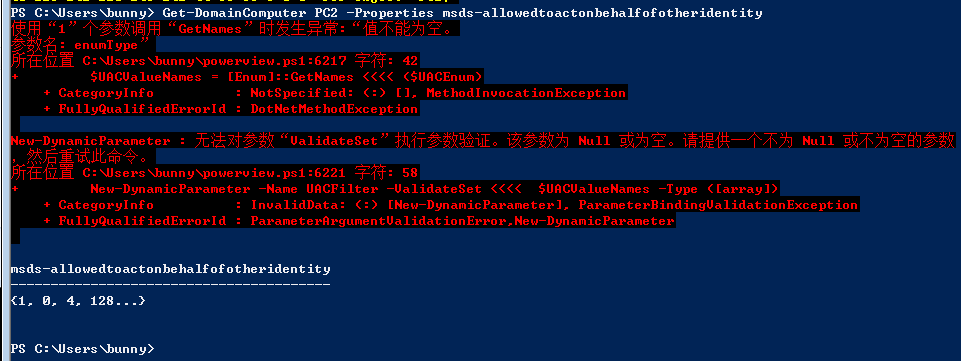 PS C:\Users\bunny> Get-DomainComputer PC2 -Properties msds-allowedtoactonbehalfofotheridentity
使用“1”个参数调用“GetNames”时发生异常:“值不能为空。
参数名: enumType”
所在位置 C:\Users\bunny\powerview.ps1:6217 字符: 42
+         $UACValueNames = [Enum]::GetNames <<<< ($UACEnum)
    + CategoryInfo          : NotSpecified: (:) [], MethodInvocationException
    + FullyQualifiedErrorId : DotNetMethodException
New-DynamicParameter : 无法对参数“ValidateSet”执行参数验证。该参数为 Null 或为空。请提供一个不为 Null 或不为空的参数
，然后重试此命令。
所在位置 C:\Users\bunny\powerview.ps1:6221 字符: 58
+         New-DynamicParameter -Name UACFilter -ValidateSet <<<<  $UACValueNames -Type ([array])
    + CategoryInfo          : InvalidData: (:) [New-DynamicParameter], ParameterBindingValidationException
    + FullyQualifiedErrorId : ParameterArgumentValidationError,New-DynamicParameter
msds-allowedtoactonbehalfofotheridentity
----------------------------------------
{1, 0, 4, 128...}
PS C:\Users\bunny>